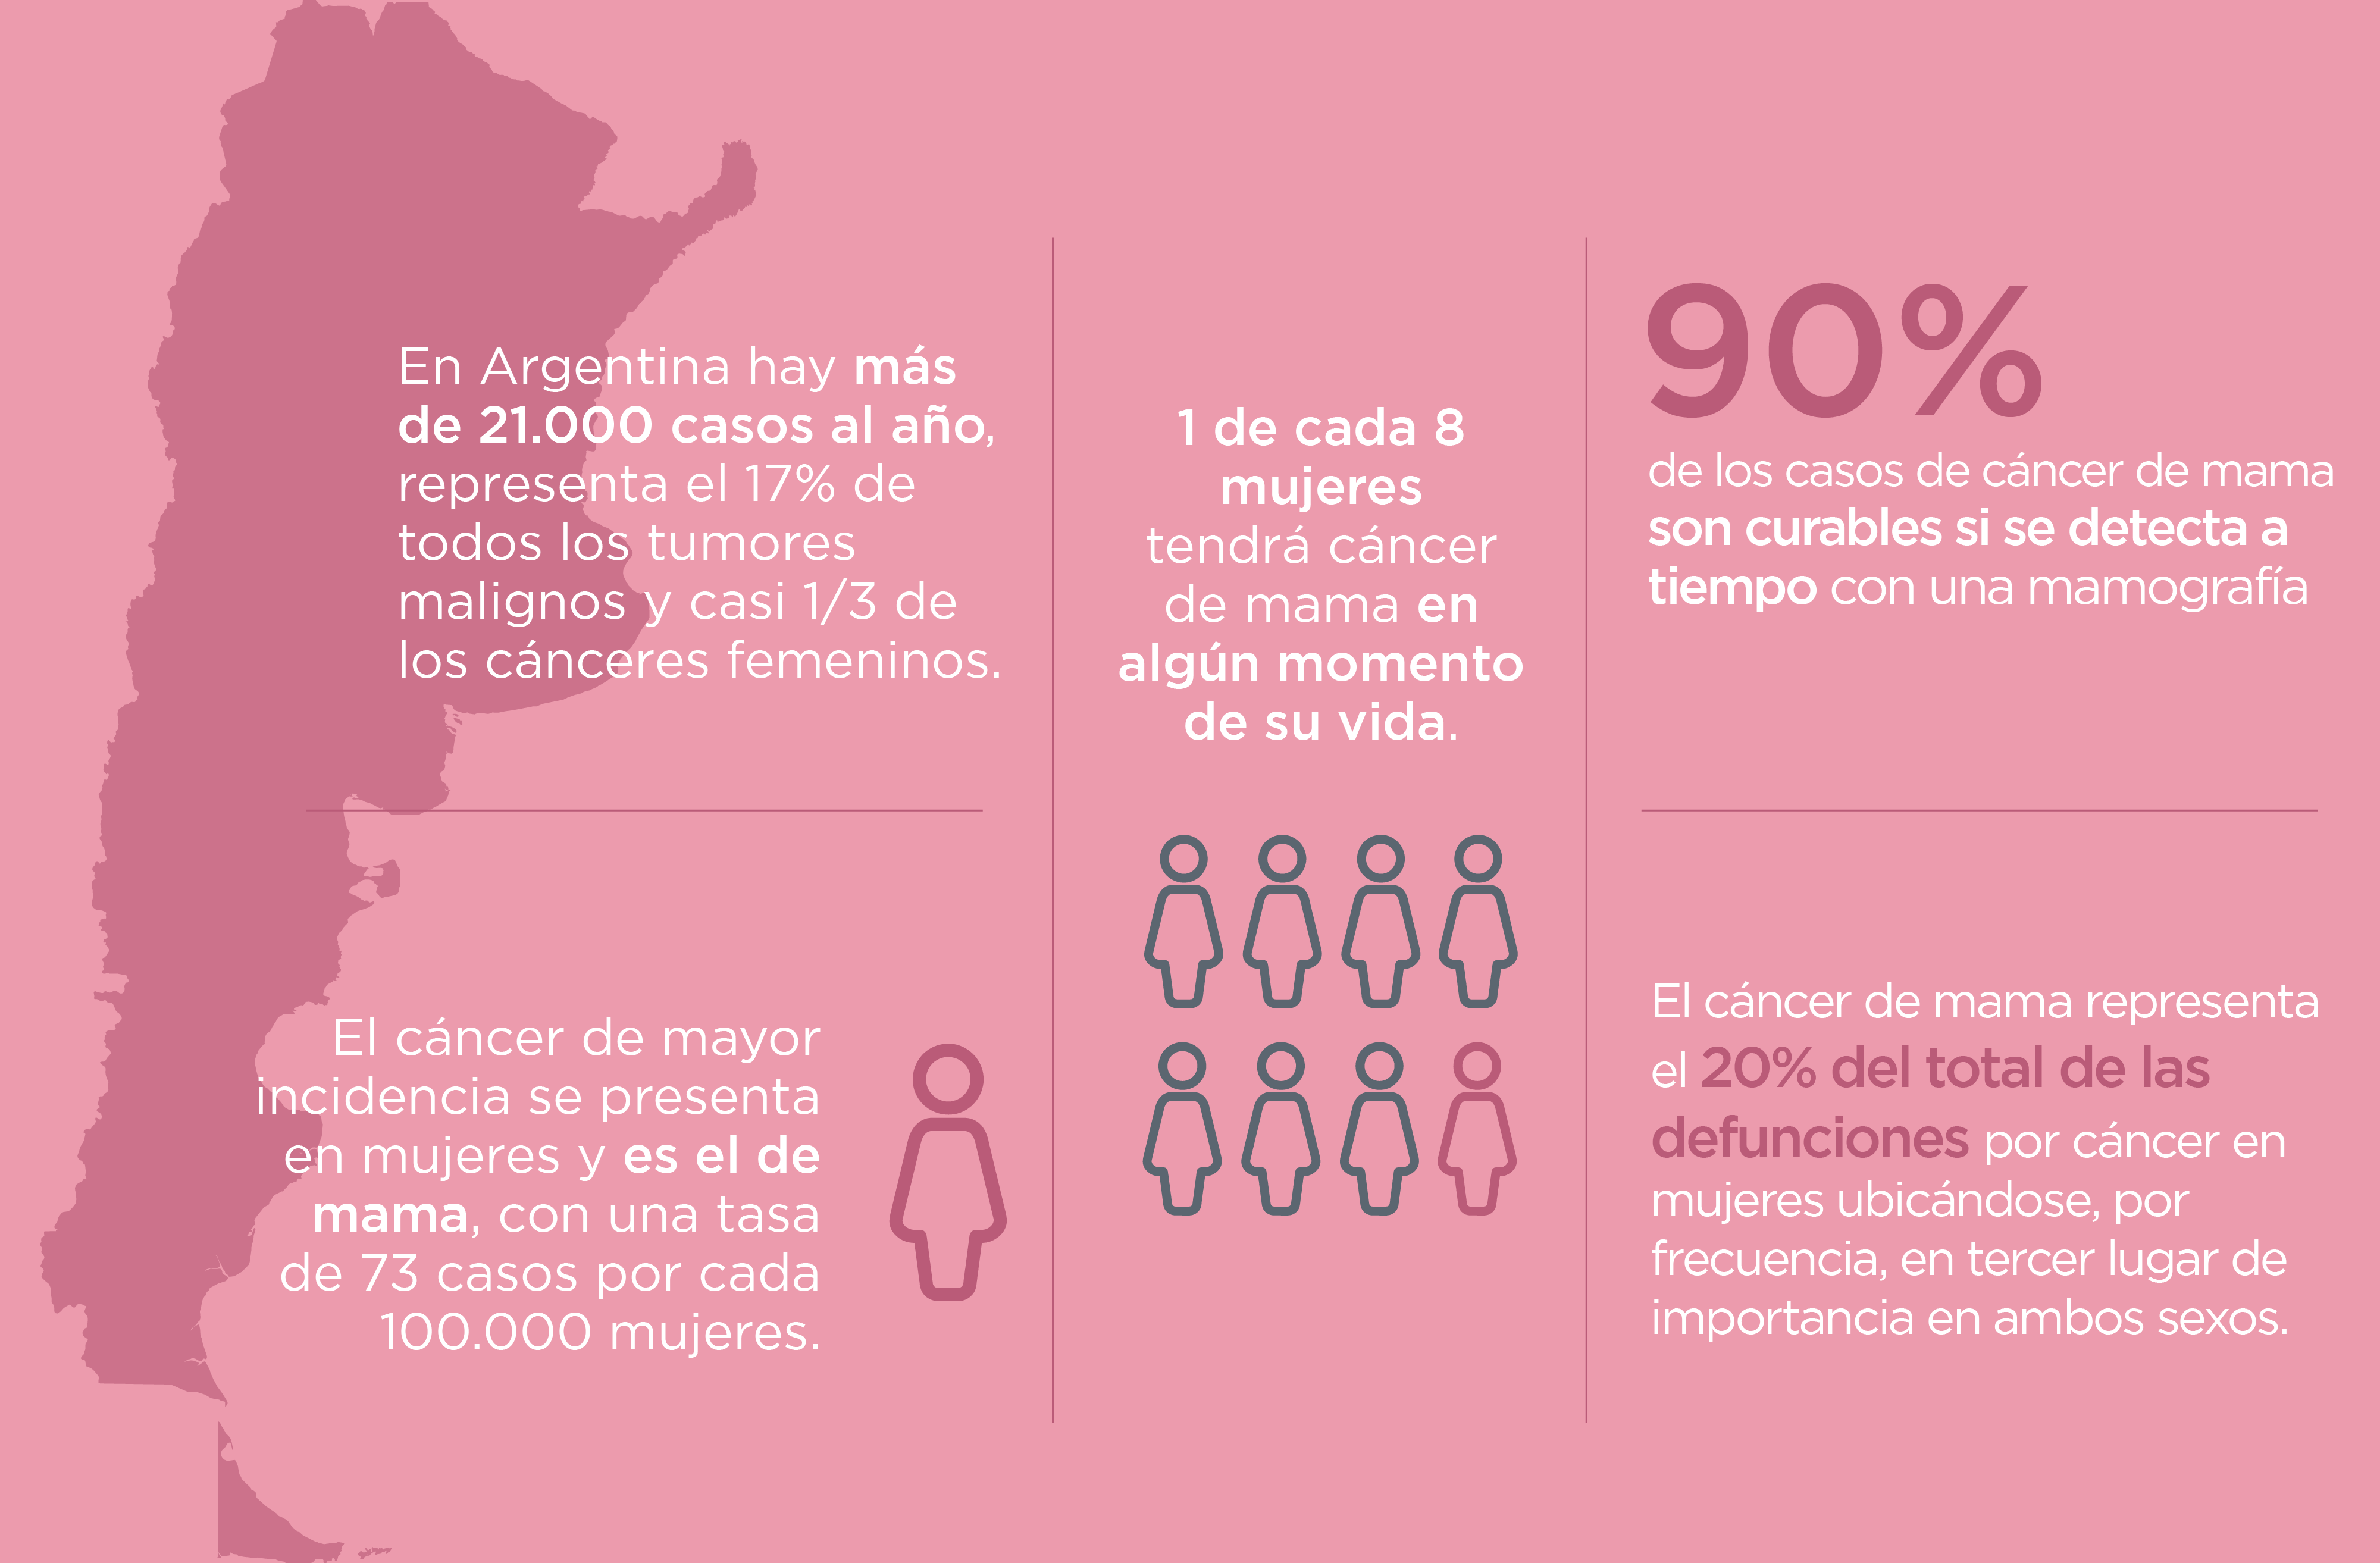 En Argentina hay más
de 21.000 casos al año,
representa el 17% de
todos los tumores
malignos y casi 1/3 de
los cánceres femeninos.
El cáncer de mayor
incidencia se presenta
en mujeres y es el de
mama, con una tasa
de 73 casos por cada
100.000 mujeres.
1 de cada 8
mujeres
tendrá cáncer
de mama en
algún momento
de su vida.
90%
de los casos de cáncer de mama
son curables si se detecta a
tiempo con una mamografía
El cáncer de mama representa
el 20% del total de las
defunciones por cáncer en
mujeres ubicándose, por
frecuencia, en tercer lugar de
importancia en ambos sexos.